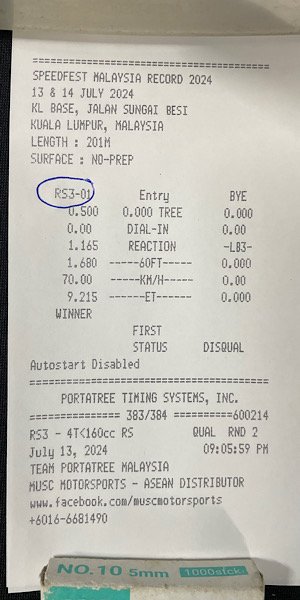 =============================================
SPEEDFEST MALAYSIA RECORD 2024
13 & 14 JULY 2024
KL BASE, JALAN SUNGAI BESI
KUALA LUMPUR, MALAYSIA
LENGTH : 201M
SURFACE : NO-PREP
=============================================
RS3-01 Entry BYE
0.500 0.000 TREE 0.000
0.00 DIAL-IN 0.00
1.165 REACTION -LB3-
1.680 -----60FT----- 0.000
70.00 -----KM/H----- 0.00
9.215 ------ET------ 0.000
WINNER
FIRST
STATUS DISQUAL
Autostart Disabled
=============================================
PORTATREE TIMING SYSTEMS, INC.
=============== 383/384 ==========600214
RS3 - 4T<160cc RS QUAL RND 2
July 13, 2024 09:05:59 PM
TEAM PORTATREE MALAYSIA
MUSC MOTORSPORTS - ASEAN DISTRIBUTOR
www.facebook.com/muscmotorsports
+6016-6681490
NO.10 5mm 1000stck.